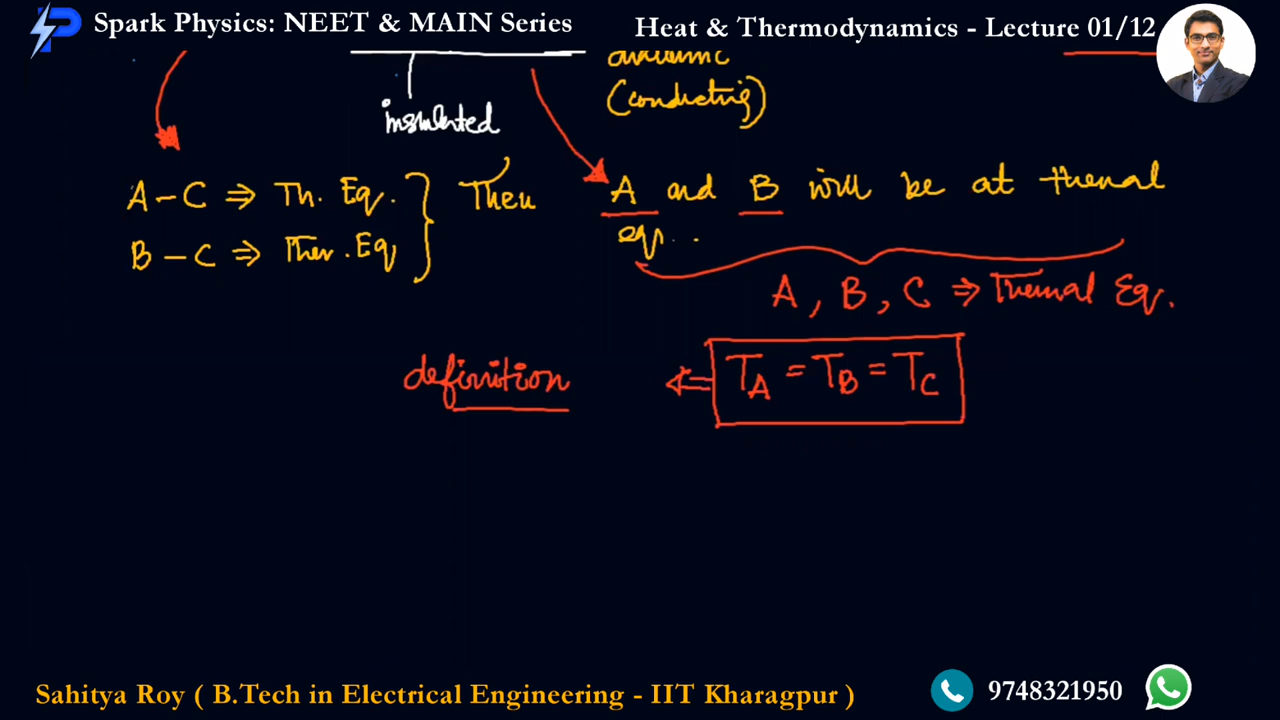 Spark Physics: NEET & MAIN Series
Heat & Thermodynamics - Lecture 01/12
(conducting)
insulated
A – C ⇒ Th. Eq.
B – C ⇒ Ther. Eq
Then
A and B will be at thermal
eq..
A, B, C ⇒ Thermal Eq.
definition ⇐ T_A = T_B = T_C
Sahitya Roy ( B.Tech in Electrical Engineering - IIT Kharagpur )
9748321950